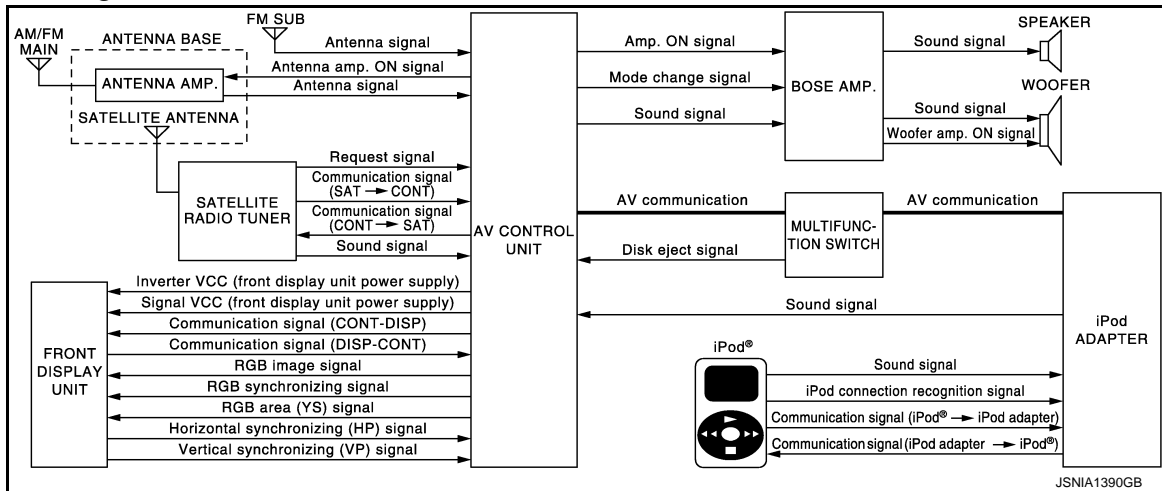 AM/FM
MAIN
ANTENNA BASE
ANTENNA AMP.
SATELLITE ANTENNA
FM SUB
Antenna signal
Antenna amp. ON signal
Antenna signal
SATELLITE
RADIO TUNER
Request signal
Communication signal
(SAT → CONT)
Communication signal
(CONT → SAT)
Sound signal
FRONT
DISPLAY
UNIT
Inverter VCC (front display unit power supply)
Signal VCC (front display unit power supply)
Communication signal (CONT-DISP)
Communication signal (DISP-CONT)
RGB image signal
RGB synchronizing signal
RGB area (YS) signal
Horizontal synchronizing (HP) signal
Vertical synchronizing (VP) signal
AV CONTROL
UNIT
Amp. ON signal
Mode change signal
Sound signal
BOSE AMP.
Sound signal
SPEAKER
WOOFER
Sound signal
Woofer amp. ON signal
AV communication
MULTIFUNC-
TION SWITCH
AV communication
Disk eject signal
Sound signal
iPod
ADAPTER
iPod®
Sound signal
iPod connection recognition signal
Communication signal (iPod® → iPod adapter)
Communication signal (iPod adapter → iPod®)
JSNIA1390GB